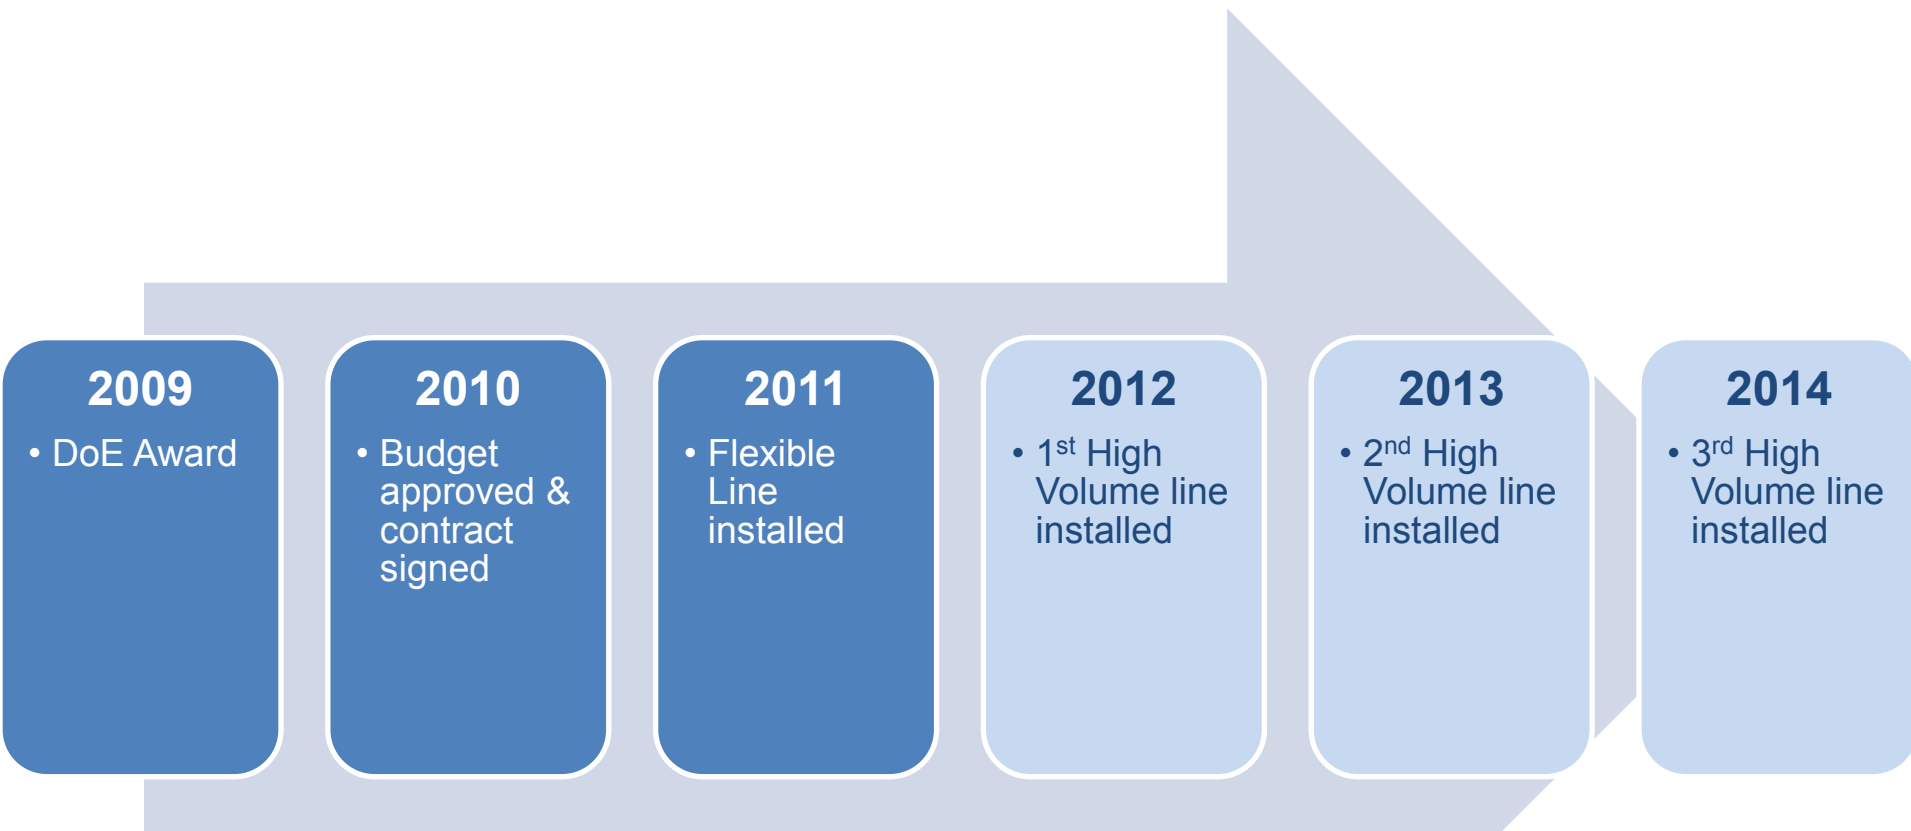 2009
• DoE Award
2010
• Budget
approved &
contract
signed
2011
• Flexible
Line
installed
2012
• 1st High
Volume line
installed
2013
• 2nd High
Volume line
installed
2014
• 3rd High
Volume line
installed